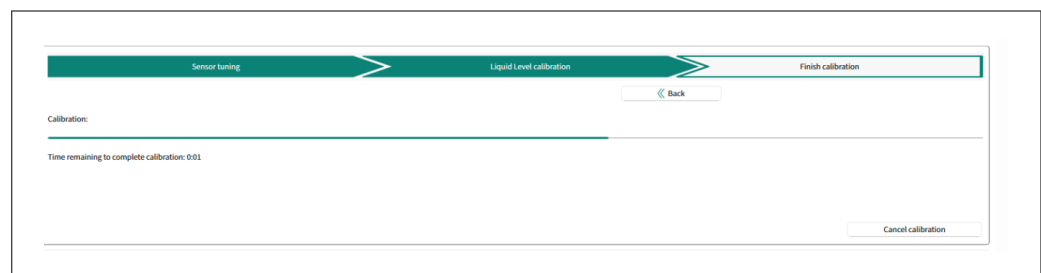 Sensor tuning
Liquid Level calibration
Finish calibration
Back
Calibration:
Time remaining to complete calibration: 0:01
Cancel calibration